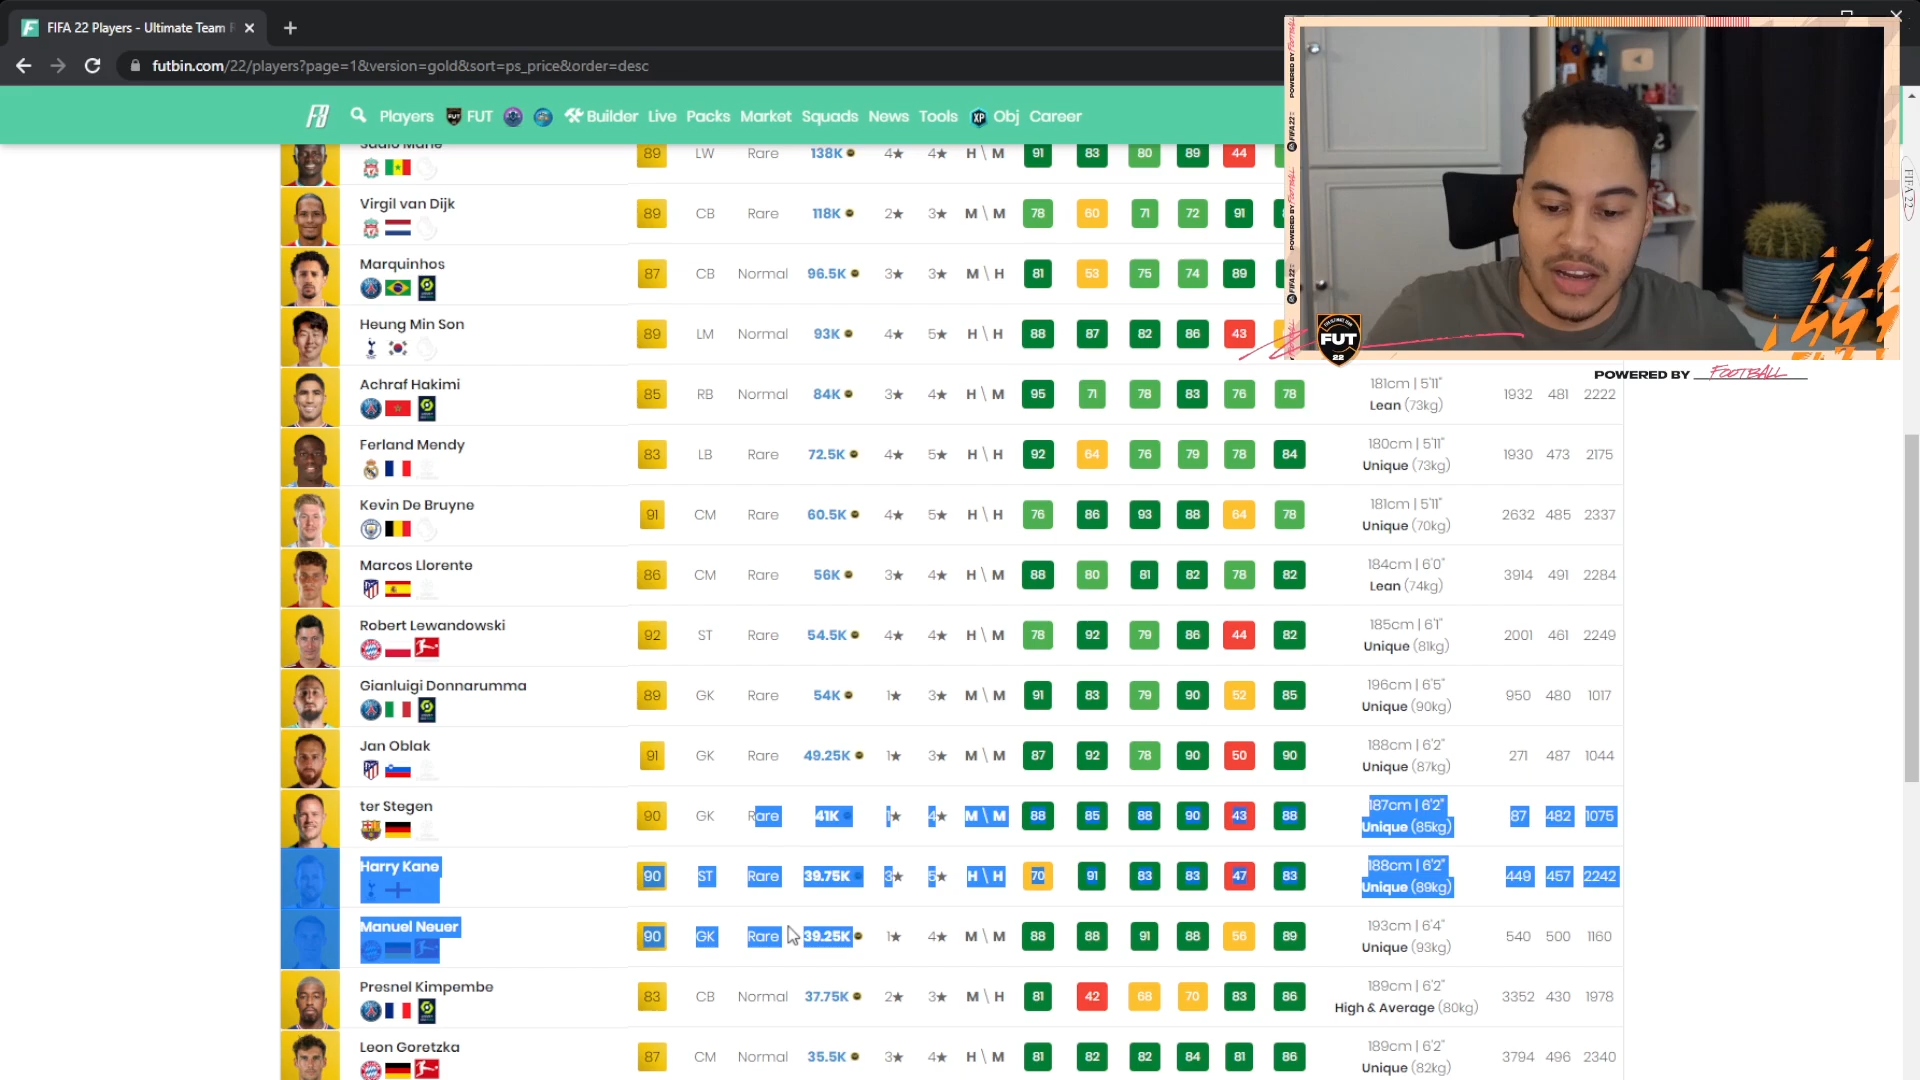 FIFA 22 Players - Ultimate Team
futbin.com/22/players?page=1&version=gold&sort=ps_price&order=desc
FB Players FUT Builder Live Packs Market Squads News Tools XP Obj Career
Sadio Mané 89 LW Rare 138K 4★ 4★ H \ M 91 83 80 89 44
Virgil van Dijk 89 CB Rare 118K 2★ 3★ M \ M 78 60 71 72 91
Marquinhos 87 CB Normal 96.5K 3★ 3★ M \ H 81 53 75 74 89
Heung Min Son 89 LM Normal 93K 4★ 5★ H \ H 88 87 82 86 43
Achraf Hakimi 85 RB Normal 84K 3★ 4★ H \ M 95 71 78 83 76 78 181cm | 5'11" Lean (73kg) 1932 481 2222
Ferland Mendy 83 LB Rare 72.5K 4★ 5★ H \ H 92 64 76 79 78 84 180cm | 5'11" Unique (73kg) 1930 473 2175
Kevin De Bruyne 91 CM Rare 60.5K 4★ 5★ H \ H 76 86 93 88 64 78 181cm | 5'11" Unique (70kg) 2632 485 2337
Marcos Llorente 86 CM Rare 56K 3★ 4★ H \ M 88 80 81 82 78 82 184cm | 6'0" Lean (74kg) 3914 491 2284
Robert Lewandowski 92 ST Rare 54.5K 4★ 4★ H \ M 78 92 79 86 44 82 185cm | 6'1" Unique (81kg) 2001 461 2249
Gianluigi Donnarumma 89 GK Rare 54K 1★ 3★ M \ M 91 83 79 90 52 85 196cm | 6'5" Unique (90kg) 950 480 1017
Jan Oblak 91 GK Rare 49.25K 1★ 3★ M \ M 87 92 78 90 50 90 188cm | 6'2" Unique (87kg) 271 487 1044
ter Stegen 90 GK Rare 41K 1★ 4★ M \ M 88 85 88 90 43 88 187cm | 6'2" Unique (85kg) 87 482 1075
Harry Kane 90 ST Rare 39.75K 3★ 5★ H \ H 70 91 83 83 47 83 188cm | 6'2" Unique (89kg) 449 457 2242
Manuel Neuer 90 GK Rare 39.25K 1★ 4★ M \ M 88 88 91 88 56 89 193cm | 6'4" Unique (93kg) 540 500 1160
Presnel Kimpembe 83 CB Normal 37.75K 2★ 3★ M \ H 81 42 68 70 83 86 189cm | 6'2" High & Average (80kg) 3352 430 1978
Leon Goretzka 87 CM Normal 35.5K 3★ 4★ H \ M 81 82 82 84 81 86 189cm | 6'2" Unique (82kg) 3794 496 2340
FUT
22
POWERED BY FOOTBALL
FIFA 22